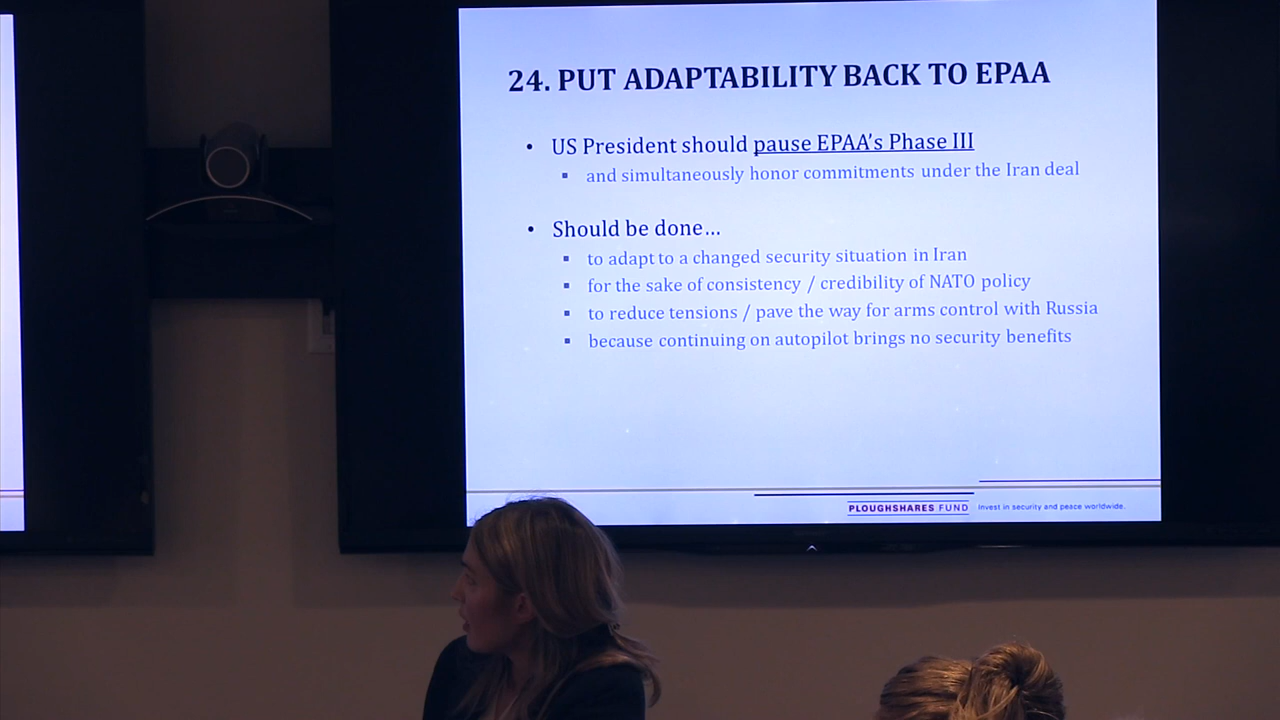 24. PUT ADAPTABILITY BACK TO EPAA
• US President should pause EPAA's Phase III
▪ and simultaneously honor commitments under the Iran deal
• Should be done…
▪ to adapt to a changed security situation in Iran
▪ for the sake of consistency / credibility of NATO policy
▪ to reduce tensions / pave the way for arms control with Russia
▪ because continuing on autopilot brings no security benefits
PLOUGHSHARES FUND Invest in security and peace worldwide.